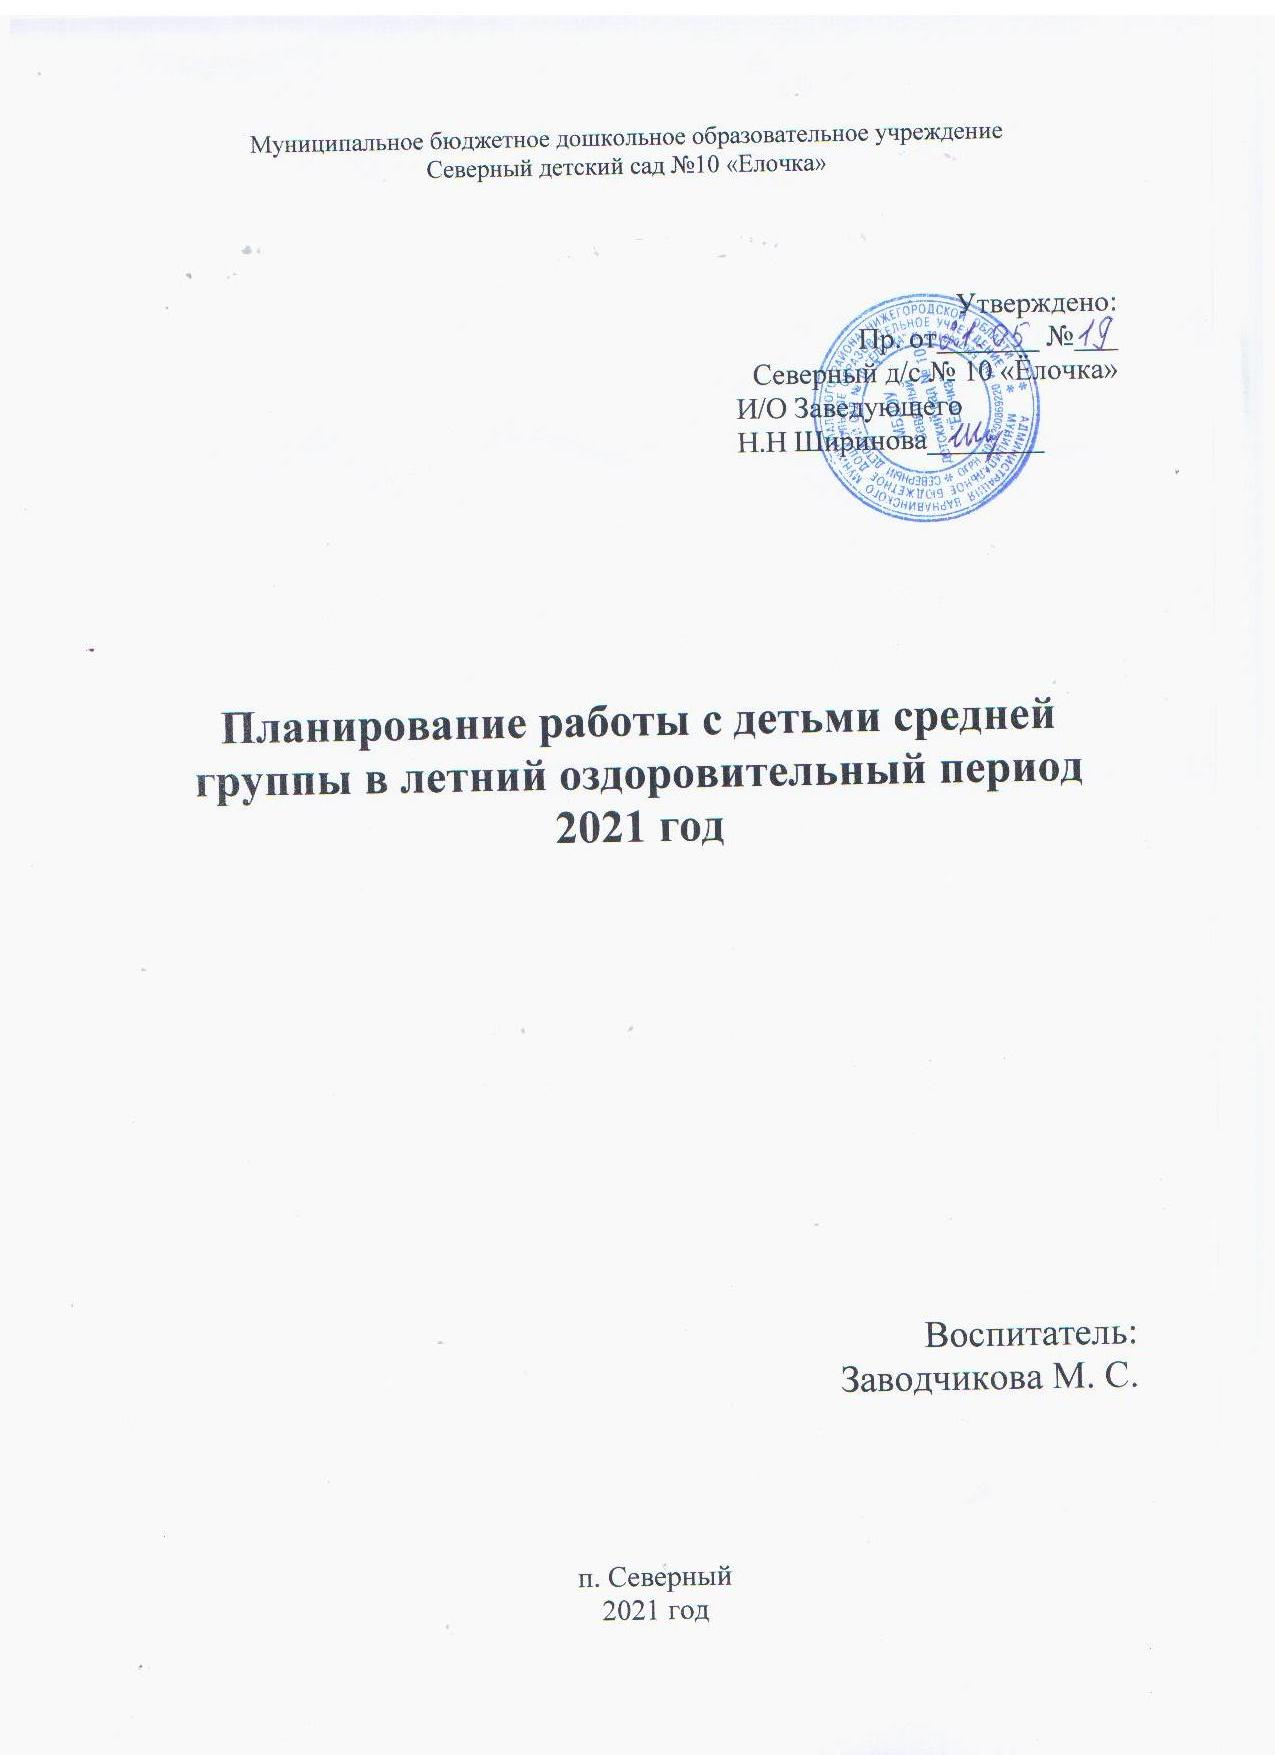 Муниципальное бюджетное дошкольное образовательное учреждение
Северный детский сад №10 «Елочка»
Утверждено:
Пр. от 05 №19
Северный д/с № 10 «Ёлочка»
И/О Заведующего
Н.Н Ширинова
Планирование работы с детьми средней
группы в летний оздоровительный период
2021 год
Воспитатель:
Заводчикова М. С.
п. Северный
2021 год